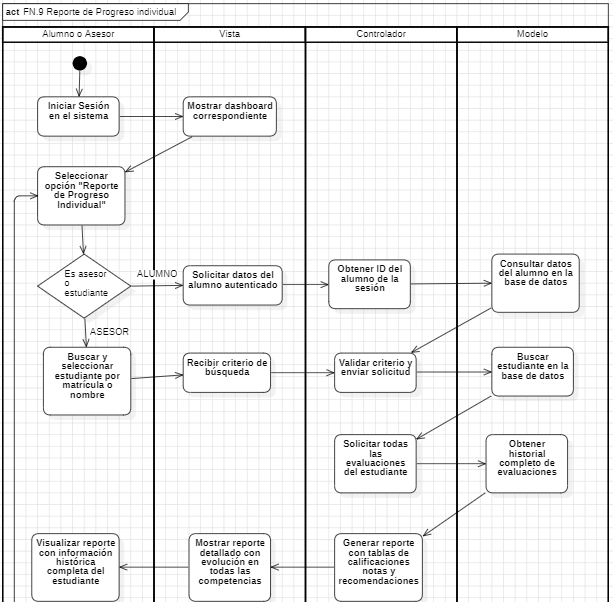 act FN.9 Reporte de Progreso individual
Alumno o Asesor
Vista
Controlador
Modelo
Iniciar Sesión
en el sistema
Mostrar dashboard
correspondiente
Seleccionar
opción "Reporte
de Progreso
Individual"
Es asesor
o
estudiante
ALUMNO
Solicitar datos del
alumno autenticado
Obtener ID del
alumno de la
sesión
Consultar datos
del alumno en la
base de datos
ASESOR
Buscar y
seleccionar
estudiante por
matrícula o
nombre
Recibir criterio de
búsqueda
Validar criterio y
enviar solicitud
Buscar
estudiante en la
base de datos
Solicitar todas
las
evaluaciones
del estudiante
Obtener
historial
completo de
evaluaciones
Visualizar reporte
con información
histórica
completa del
estudiante
Mostrar reporte
detallado con
evolución en
todas las
competencias
Generar reporte
con tablas de
calificaciones
notas y
recomendaciones